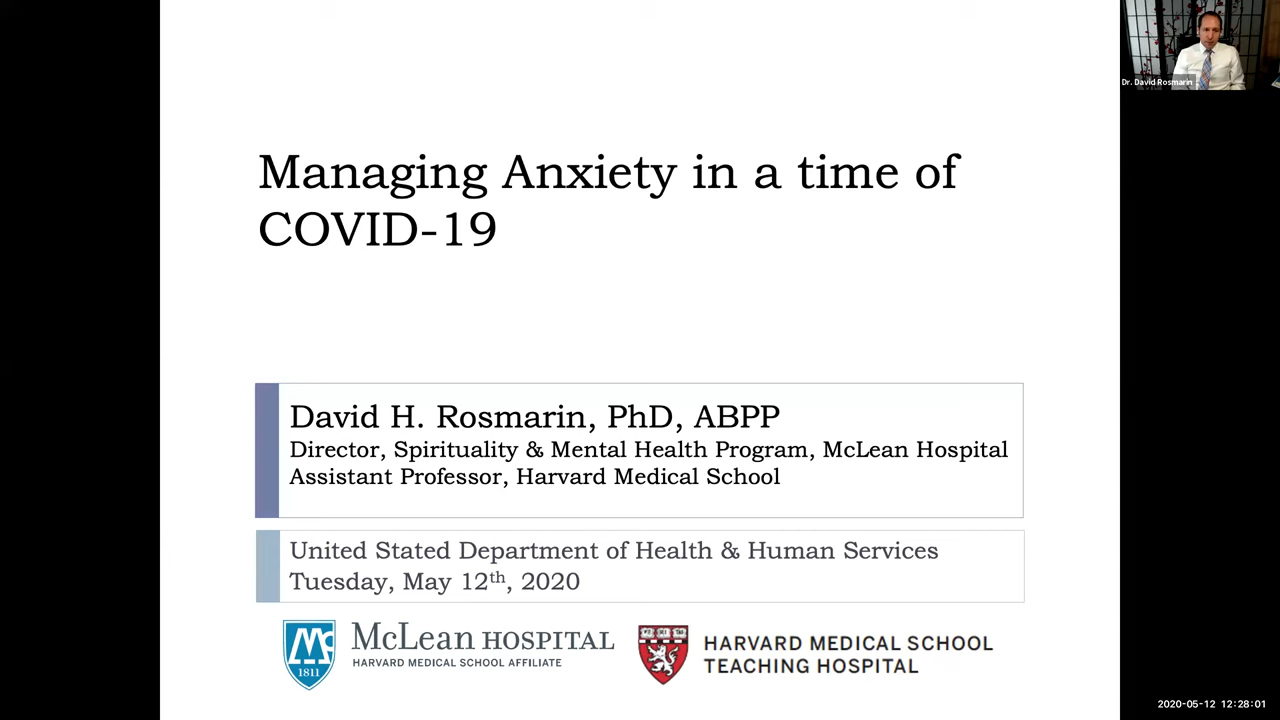 Dr. David Rosmarin
Managing Anxiety in a time of
COVID-19
David H. Rosmarin, PhD, ABPP
Director, Spirituality & Mental Health Program, McLean Hospital
Assistant Professor, Harvard Medical School
United Stated Department of Health & Human Services
Tuesday, May 12th, 2020
McLean HOSPITAL
HARVARD MEDICAL SCHOOL AFFILIATE
1811
HARVARD MEDICAL SCHOOL
TEACHING HOSPITAL
2020-05-12 12:28:01